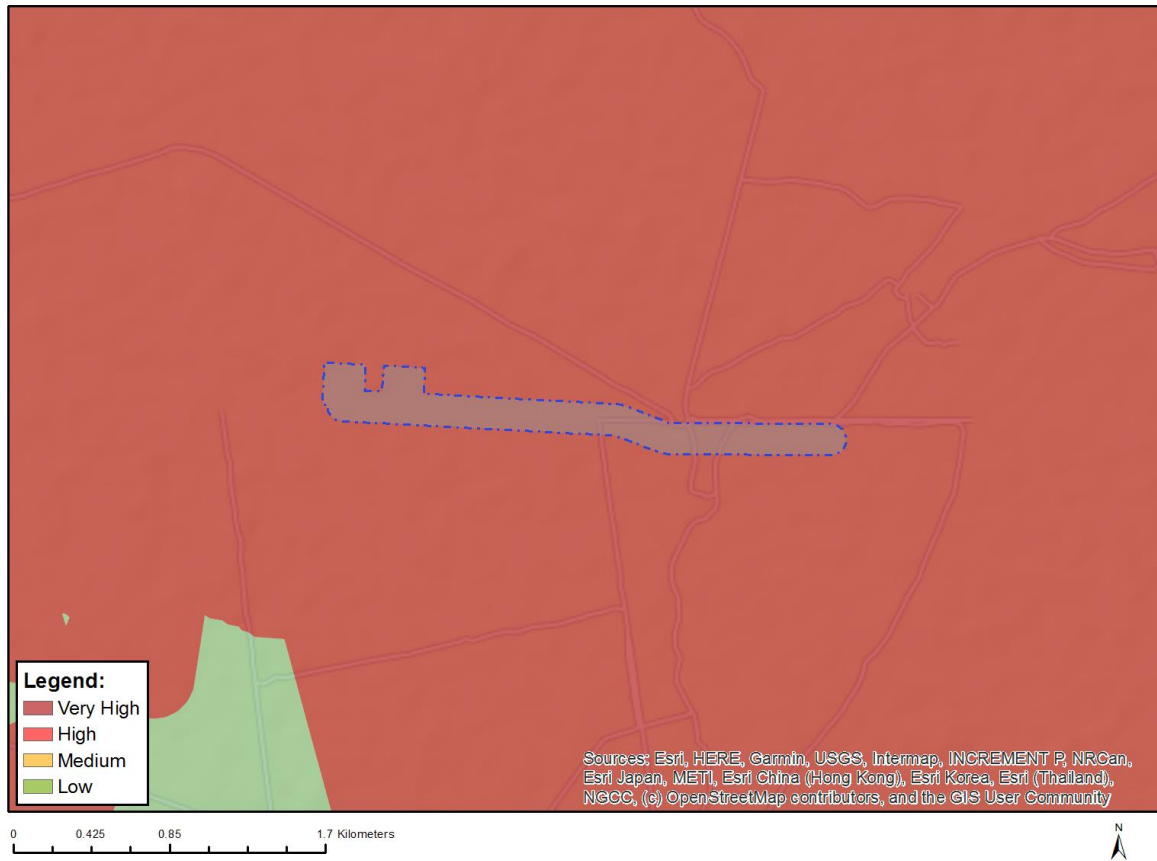 Legend:
Very High
High
Medium
Low
Sources: Esri, HERE, Garmin, USGS, Intermap, INCREMENT P, NRCan,
Esri Japan, METI, Esri China (Hong Kong), Esri Korea, Esri (Thailand),
NGCC, (c) OpenStreetMap contributors, and the GIS User Community
0 0.425 0.85 1.7 Kilometers
N